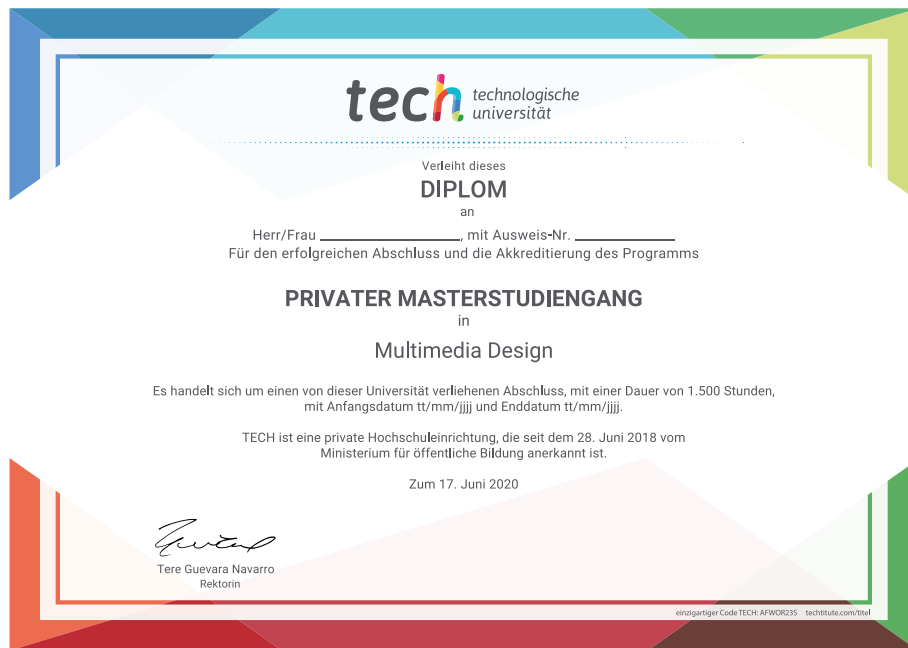 tech technologische
universität
Verleiht dieses
DIPLOM
an
Herr/Frau ________________, mit Ausweis-Nr. ____________
Für den erfolgreichen Abschluss und die Akkreditierung des Programms
PRIVATER MASTERSTUDIENGANG
in
Multimedia Design
Es handelt sich um einen von dieser Universität verliehenen Abschluss, mit einer Dauer von 1.500 Stunden,
mit Anfangsdatum tt/mm/jjjj und Enddatum tt/mm/jjjj.
TECH ist eine private Hochschuleinrichtung, die seit dem 28. Juni 2018 vom
Ministerium für öffentliche Bildung anerkannt ist.
Zum 17. Juni 2020
Tere Guevara Navarro
Rektorin
einzigartiger Code TECH: AFWOR23S techtitute.com/titel